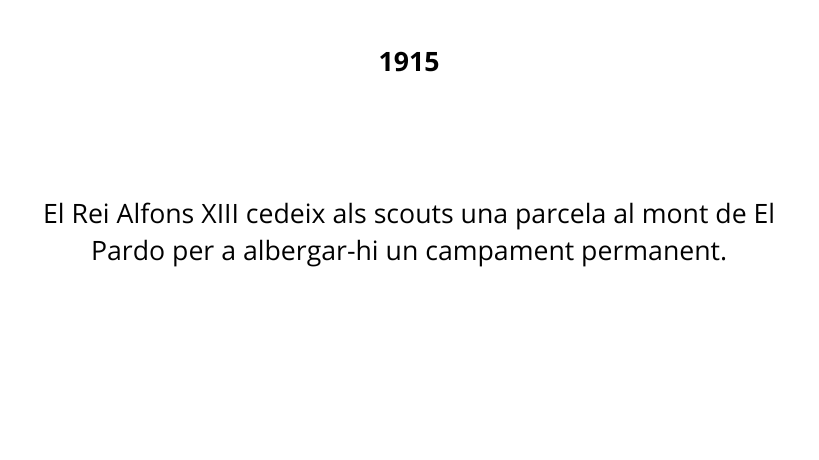 1915
El Rei Alfons XIII cedeix als scouts una parcela al mont de El
Pardo per a albergar-hi un campament permanent.